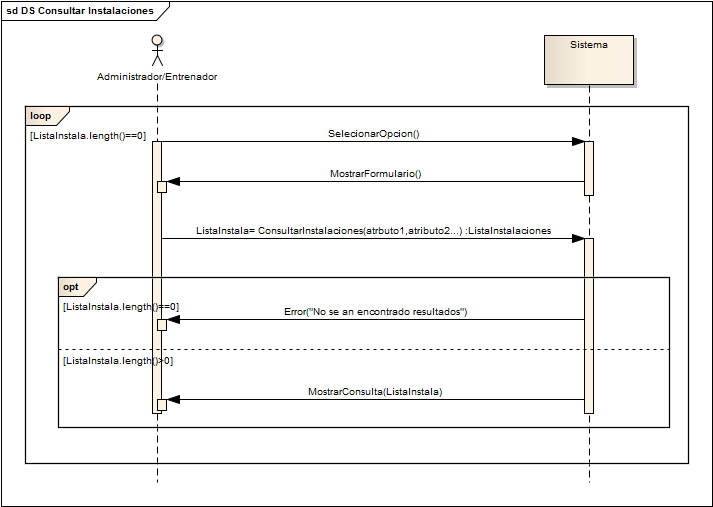 sd DS Consultar Instalaciones
Administrador/Entrenador
Sistema
loop
[ListaInstala.length()==0]
SelecionarOpcion()
MostrarFormulario()
ListaInstala= ConsultarInstalaciones(atrbuto1,atributo2...) :ListaInstalaciones
opt
[ListaInstala.length()==0]
Error("No se an encontrado resultados")
[ListaInstala.length()>0]
MostrarConsulta(ListaInstala)